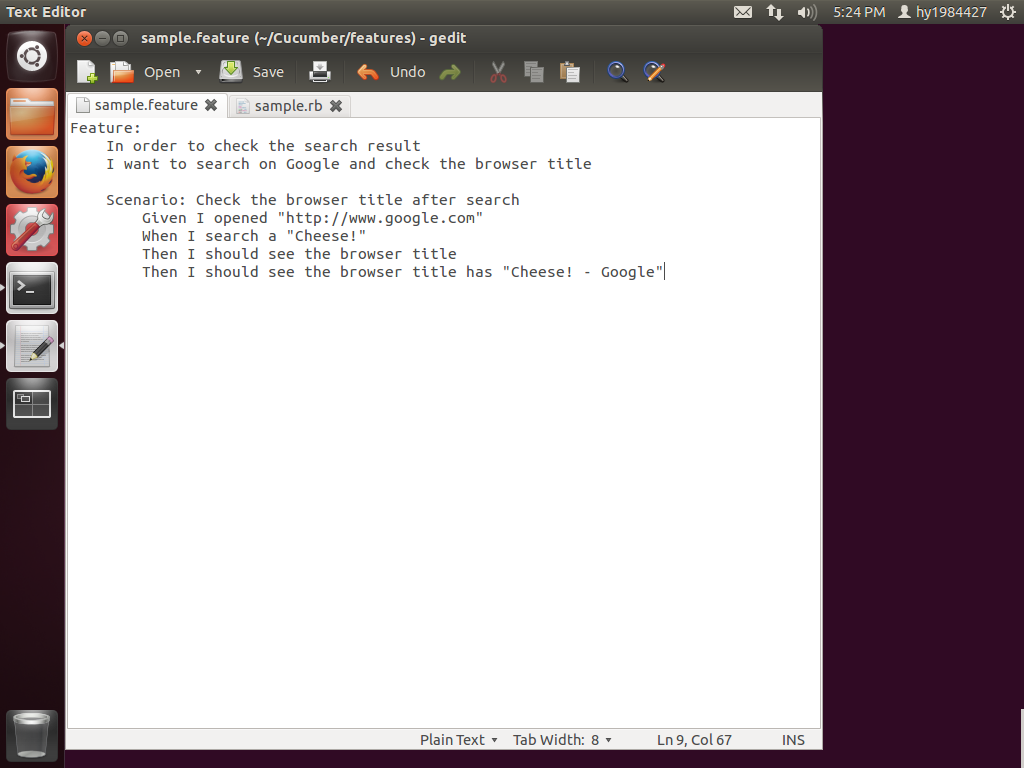 Text Editor
5:24 PM hy1984427
sample.feature (~/Cucumber/features) - gedit
Open Save Undo
sample.feature sample.rb
Feature:
    In order to check the search result
    I want to search on Google and check the browser title

    Scenario: Check the browser title after search
        Given I opened "http://www.google.com"
        When I search a "Cheese!"
        Then I should see the browser title
        Then I should see the browser title has "Cheese! - Google"
Plain Text Tab Width: 8 Ln 9, Col 67 INS